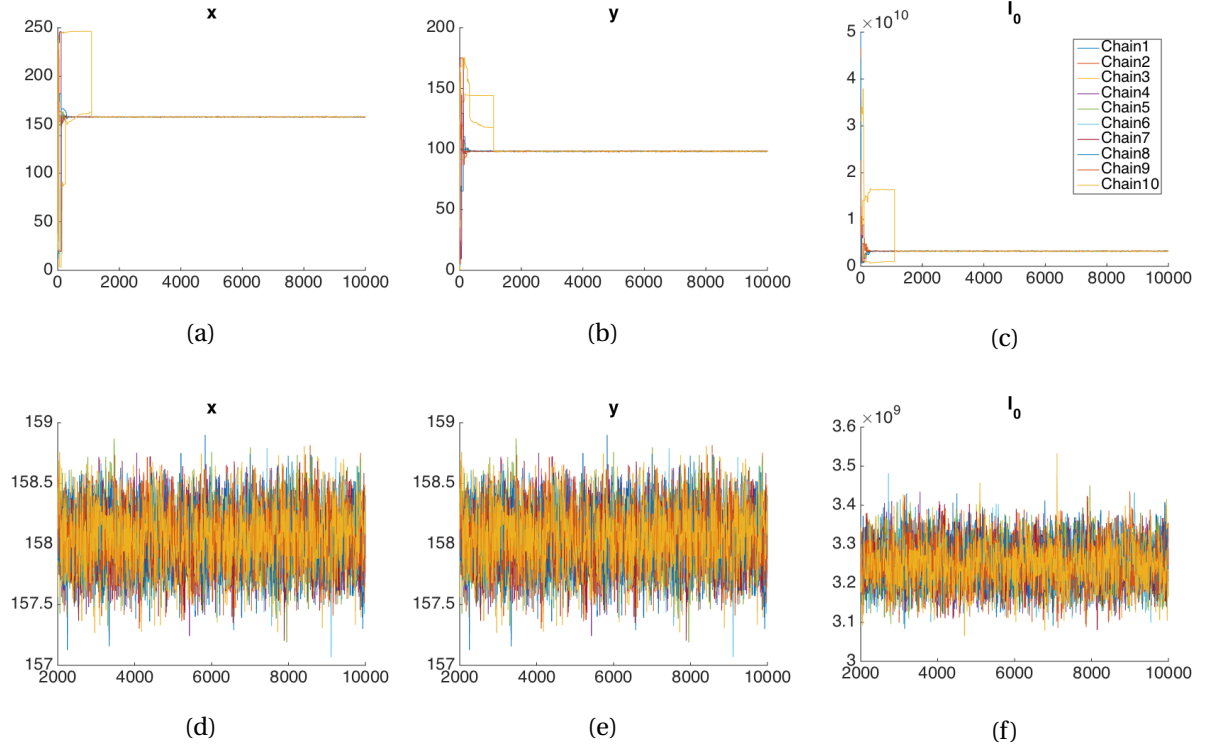 x
250
200
150
100
50
0
0 2000 4000 6000 8000 10000
(a)
y
200
150
100
50
0
0 2000 4000 6000 8000 10000
(b)
I0
5 × 10^10
4
3
2
1
0
0 2000 4000 6000 8000 10000
Chain1
Chain2
Chain3
Chain4
Chain5
Chain6
Chain7
Chain8
Chain9
Chain10
(c)
x
159
158.5
158
157.5
157
2000 4000 6000 8000 10000
(d)
y
159
158.5
158
157.5
157
2000 4000 6000 8000 10000
(e)
I0
3.6 × 10^9
3.5
3.4
3.3
3.2
3.1
3
2000 4000 6000 8000 10000
(f)